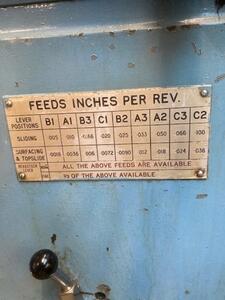 FEEDS INCHES PER REV.
LEVER POSITIONS B1 A1 B3 C1 B2 A3 A2 C3 C2
SLIDING .005 .010 .0166 .020 .025 .033 .050 .066 .100
SURFACING & TOPSLIDE .0018 .0036 .006 .0072 .0090 .012 .018 .024 .036
LEVER ALL THE ABOVE FEEDS ARE AVAILABLE
OF THE ABOVE AVAILABLE